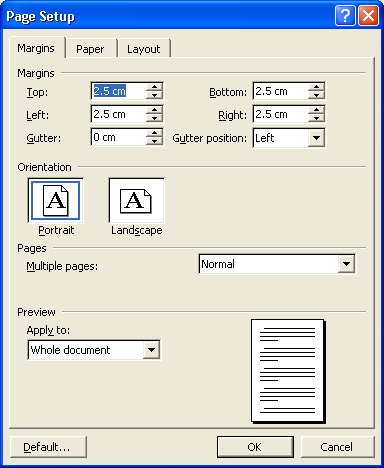 Page Setup
Margins Paper Layout
Margins
Top: 2.5 cm Bottom: 2.5 cm
Left: 2.5 cm Right: 2.5 cm
Gutter: 0 cm Gutter position: Left
Orientation
A A
Portrait Landscape
Pages
Multiple pages: Normal
Preview
Apply to:
Whole document
Default... OK Cancel